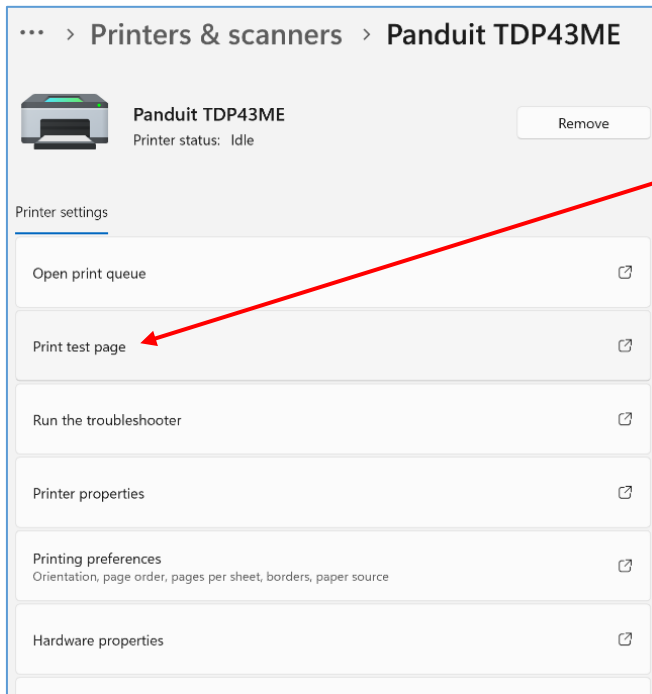 ··· > Printers & scanners > Panduit TDP43ME
Panduit TDP43ME
Printer status: Idle
Remove
Printer settings
Open print queue
Print test page
Run the troubleshooter
Printer properties
Printing preferences
Orientation, page order, pages per sheet, borders, paper source
Hardware properties